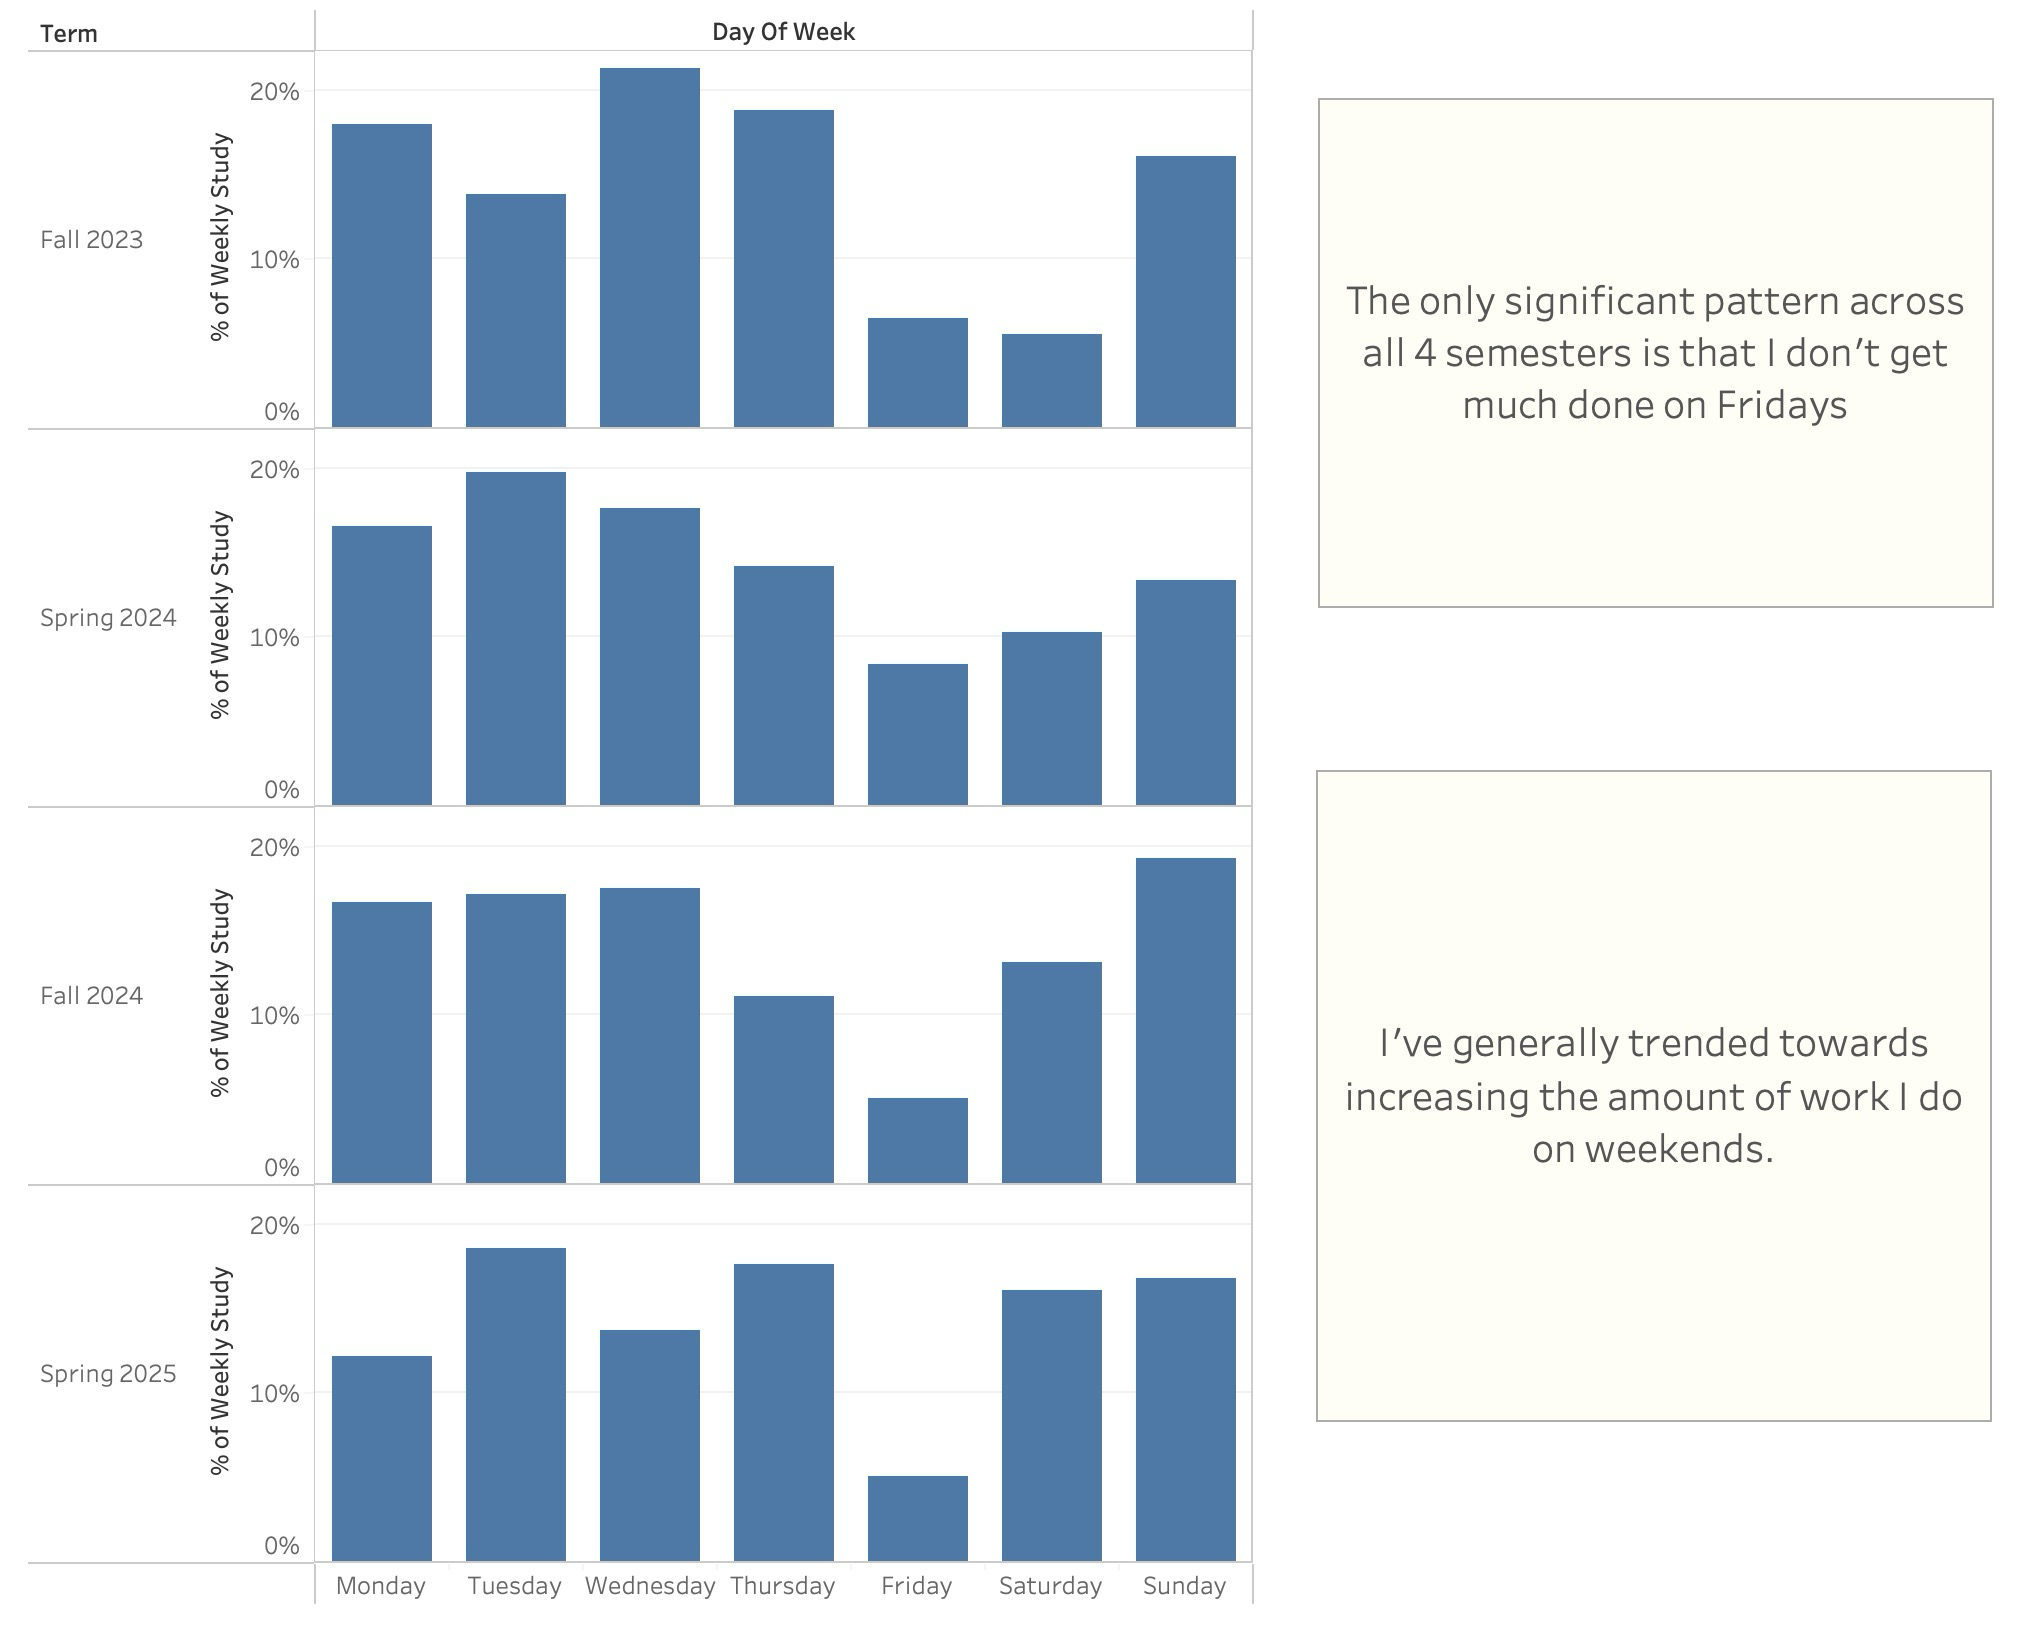 Term
Day Of Week
Fall 2023
% of Weekly Study
20%
10%
0%
The only significant pattern across
all 4 semesters is that I don't get
much done on Fridays
Spring 2024
% of Weekly Study
20%
10%
0%
Fall 2024
% of Weekly Study
20%
10%
0%
I've generally trended towards
increasing the amount of work I do
on weekends.
Spring 2025
% of Weekly Study
20%
10%
0%
Monday Tuesday Wednesday Thursday Friday Saturday Sunday